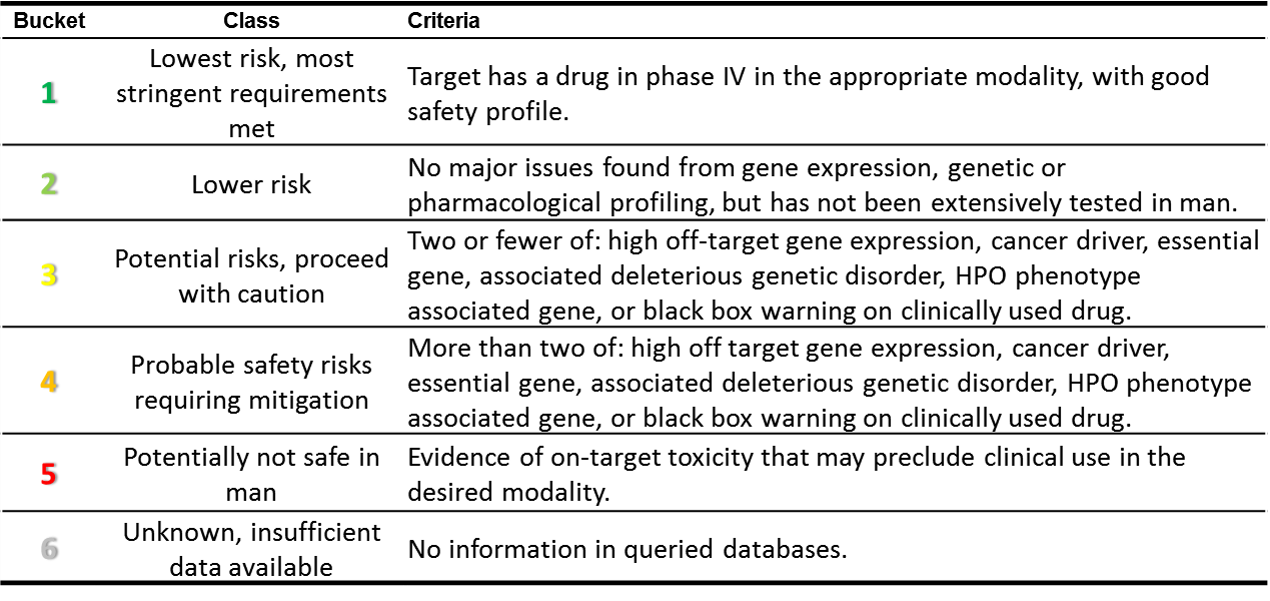 Bucket Class Criteria
1
Lowest risk, most
stringent requirements
met
Target has a drug in phase IV in the appropriate modality, with good
safety profile.
2
Lower risk
No major issues found from gene expression, genetic or
pharmacological profiling, but has not been extensively tested in man.
3
Potential risks, proceed
with caution
Two or fewer of: high off-target gene expression, cancer driver, essential
gene, associated deleterious genetic disorder, HPO phenotype
associated gene, or black box warning on clinically used drug.
4
Probable safety risks
requiring mitigation
More than two of: high off target gene expression, cancer driver,
essential gene, associated deleterious genetic disorder, HPO phenotype
associated gene, or black box warning on clinically used drug.
5
Potentially not safe in
man
Evidence of on-target toxicity that may preclude clinical use in the
desired modality.
6
Unknown, insufficient
data available
No information in queried databases.